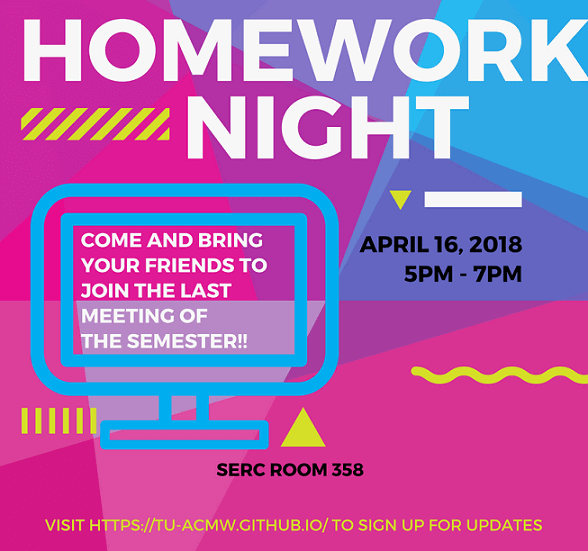 HOMEWORK
NIGHT
COME AND BRING
YOUR FRIENDS TO
JOIN THE LAST
MEETING OF
THE SEMESTER!!
APRIL 16, 2018
5PM - 7PM
SERC ROOM 358
VISIT HTTPS://TU-ACMW.GITHUB.IO/ TO SIGN UP FOR UPDATES